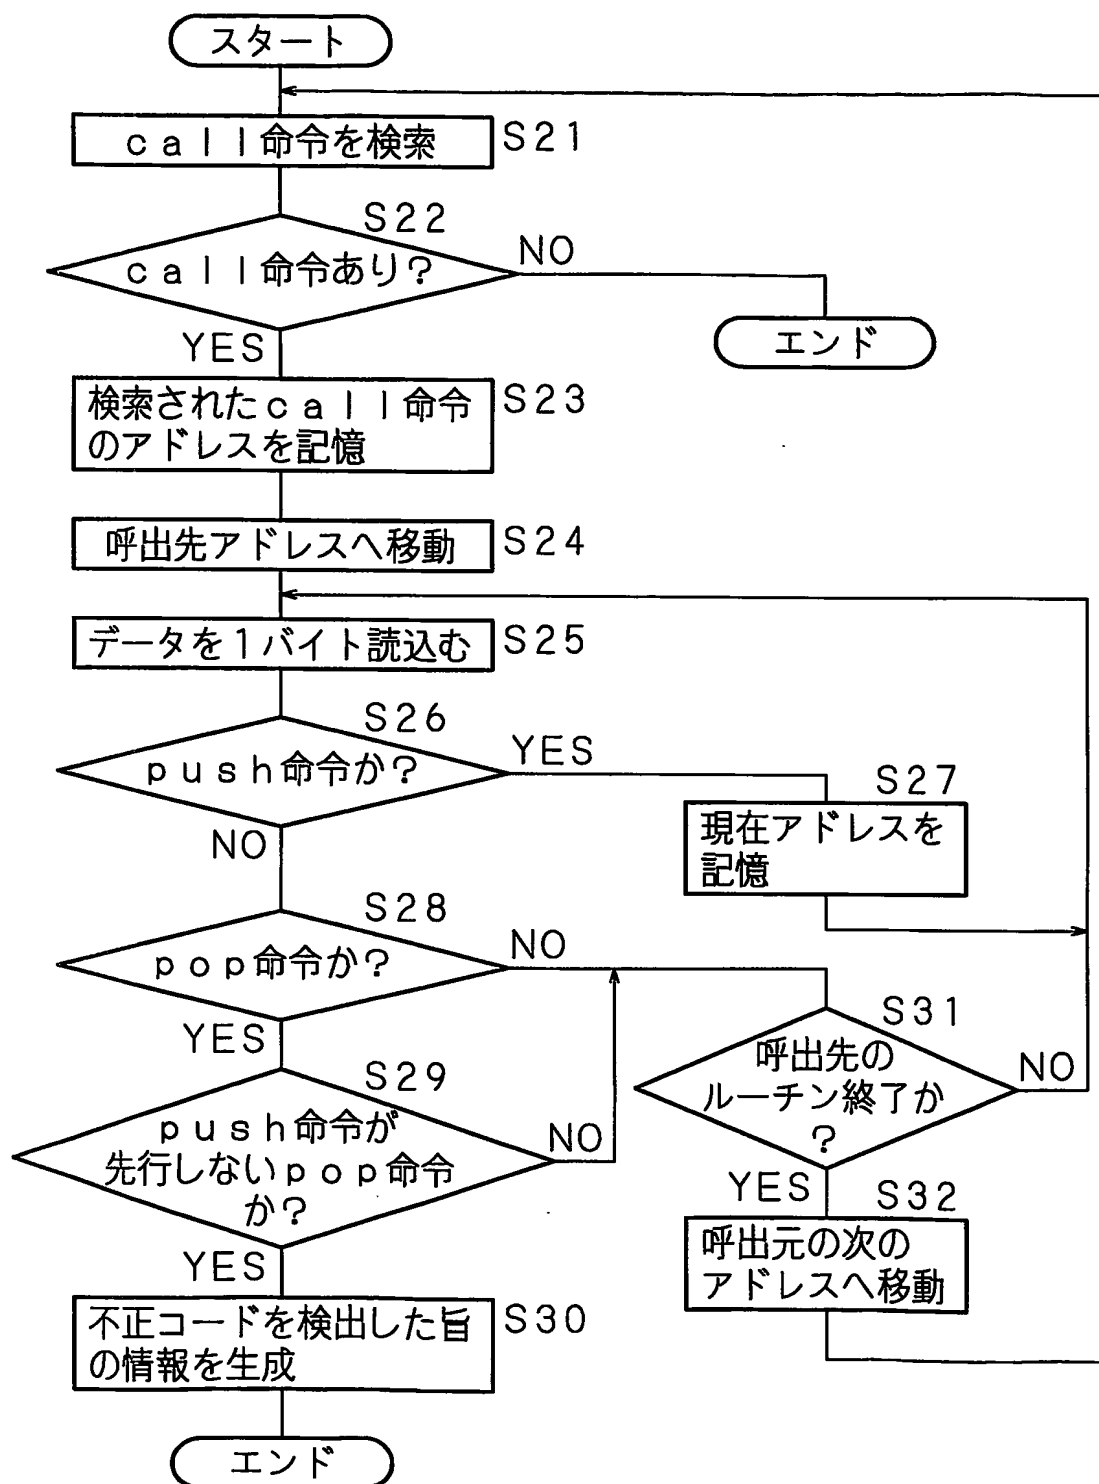 スタート
call命令を検索
S21
S22
call命令あり?
NO
エンド
YES
検索されたcall命令
のアドレスを記憶
S23
呼出先アドレスへ移動
S24
データを1バイト読込む
S25
S26
push命令か?
YES
S27
現在アドレスを
記憶
NO
S28
pop命令か?
NO
YES
S31
呼出先の
ルーチン終了か
?
NO
S29
push命令が
先行しないpop命令
か?
NO
YES
S32
呼出元の次の
アドレスへ移動
YES
不正コードを検出した旨
の情報を生成
S30
エンド